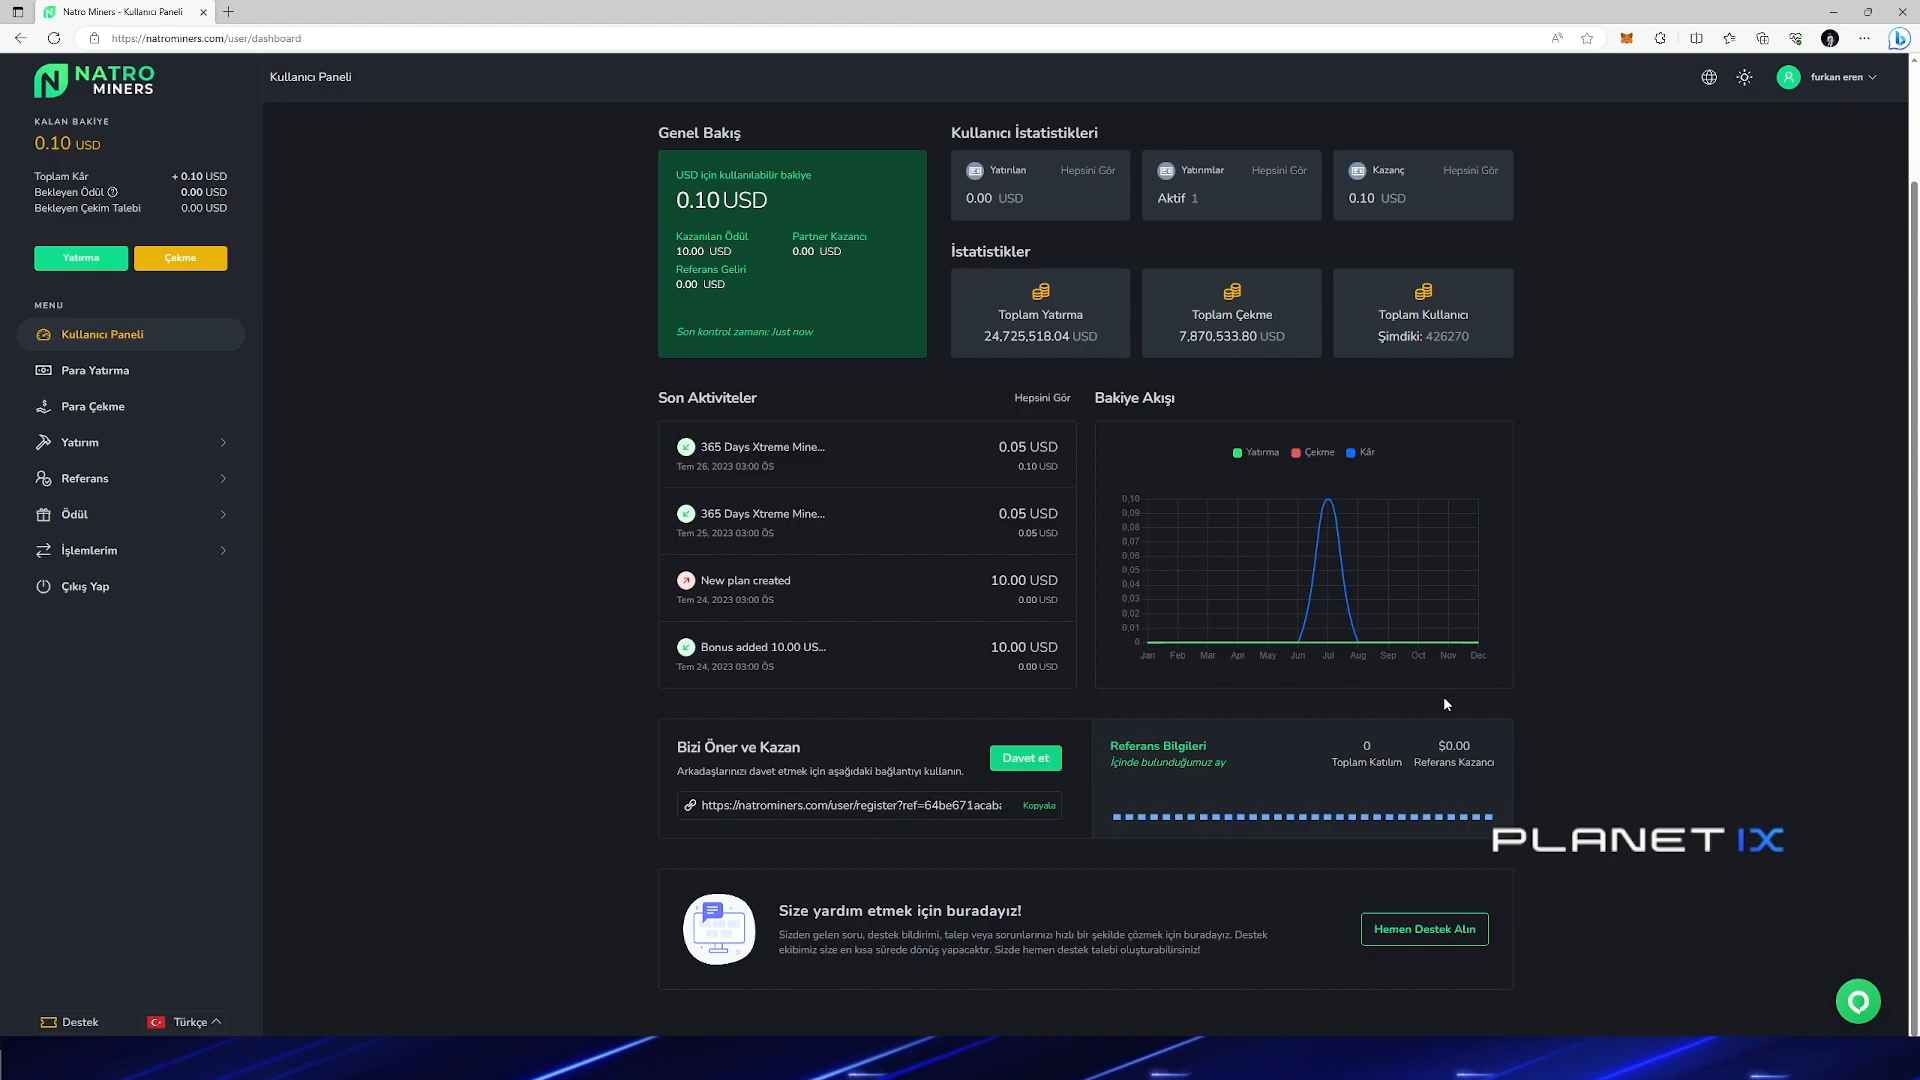 Natro Miners - Kullanıcı Paneli
https://natrominers.com/user/dashboard
NATRO
MINERS
Kullanıcı Paneli
furkan eren
KALAN BAKİYE
0.10 USD
Toplam Kâr + 0.10 USD
Bekleyen Ödül 0.00 USD
Bekleyen Çekim Talebi 0.00 USD
Yatırma Çekme
MENU
Kullanıcı Paneli
Para Yatırma
Para Çekme
Yatırım
Referans
Ödül
İşlemlerim
Çıkış Yap
Destek
Türkçe
Genel Bakış
USD için kullanılabilir bakiye
0.10 USD
Kazanılan Ödül Partner Kazancı
10.00 USD 0.00 USD
Referans Geliri
0.00 USD
Son kontrol zamanı: Just now
Kullanıcı İstatistikleri
Yatırılan Hepsini Gör
0.00 USD
Yatırımlar Hepsini Gör
Aktif 1
Kazanç Hepsini Gör
0.10 USD
İstatistikler
Toplam Yatırma
24,725,518.04 USD
Toplam Çekme
7,870,533.80 USD
Toplam Kullanıcı
Şimdiki: 426270
Son Aktiviteler Hepsini Gör
365 Days Xtreme Mine... 0.05 USD
Tem 26, 2023 03:00 ÖS 0.10 USD
365 Days Xtreme Mine... 0.05 USD
Tem 25, 2023 03:00 ÖS 0.05 USD
New plan created 10.00 USD
Tem 24, 2023 03:00 ÖS 0.00 USD
Bonus added 10.00 US... 10.00 USD
Tem 24, 2023 03:00 ÖS 0.00 USD
Bakiye Akışı
Yatırma Çekme Kâr
0,10
0,09
0,08
0,07
0,06
0,05
0,04
0,03
0,02
0,01
0
Jan Feb Mar Apr May Jun Jul Aug Sep Oct Nov Dec
Bizi Öner ve Kazan
Arkadaşlarınızı davet etmek için aşağıdaki bağlantıyı kullanın.
Davet et
https://natrominers.com/user/register?ref=64be671acaba
Kopyala
Referans Bilgileri
İçinde bulunduğumuz ay
0
Toplam Katılım
$0.00
Referans Kazancı
PLANET IX
Size yardım etmek için buradayız!
Sizden gelen soru, destek bildirimi, talep veya sorunlarınızı hızlı bir şekilde çözmek için buradayız. Destek
ekibimiz size en kısa sürede dönüş yapacaktır. Sizde hemen destek talebi oluşturabilirsiniz!
Hemen Destek Alın